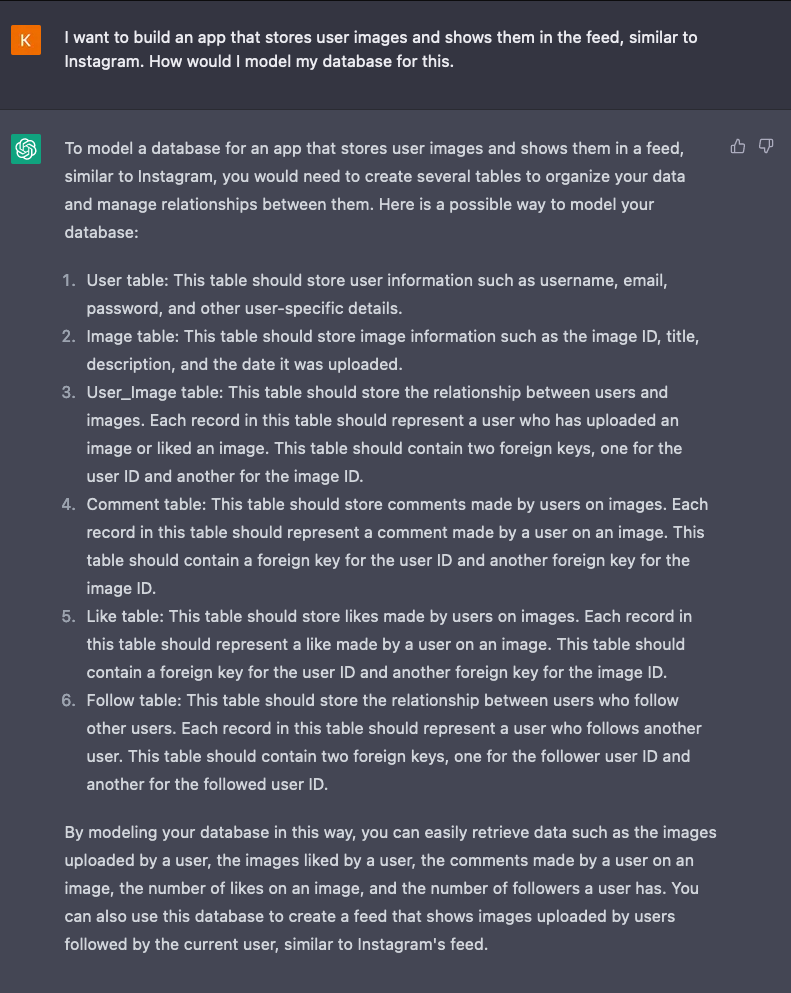 K
I want to build an app that stores user images and shows them in the feed, similar to
Instagram. How would I model my database for this.
To model a database for an app that stores user images and shows them in a feed,
similar to Instagram, you would need to create several tables to organize your data
and manage relationships between them. Here is a possible way to model your
database:
1. User table: This table should store user information such as username, email,
password, and other user-specific details.
2. Image table: This table should store image information such as the image ID, title,
description, and the date it was uploaded.
3. User_Image table: This table should store the relationship between users and
images. Each record in this table should represent a user who has uploaded an
image or liked an image. This table should contain two foreign keys, one for the
user ID and another for the image ID.
4. Comment table: This table should store comments made by users on images. Each
record in this table should represent a comment made by a user on an image. This
table should contain a foreign key for the user ID and another foreign key for the
image ID.
5. Like table: This table should store likes made by users on images. Each record in
this table should represent a like made by a user on an image. This table should
contain a foreign key for the user ID and another foreign key for the image ID.
6. Follow table: This table should store the relationship between users who follow
other users. Each record in this table should represent a user who follows another
user. This table should contain two foreign keys, one for the follower user ID and
another for the followed user ID.
By modeling your database in this way, you can easily retrieve data such as the images
uploaded by a user, the images liked by a user, the comments made by a user on an
image, the number of likes on an image, and the number of followers a user has. You
can also use this database to create a feed that shows images uploaded by users
followed by the current user, similar to Instagram's feed.